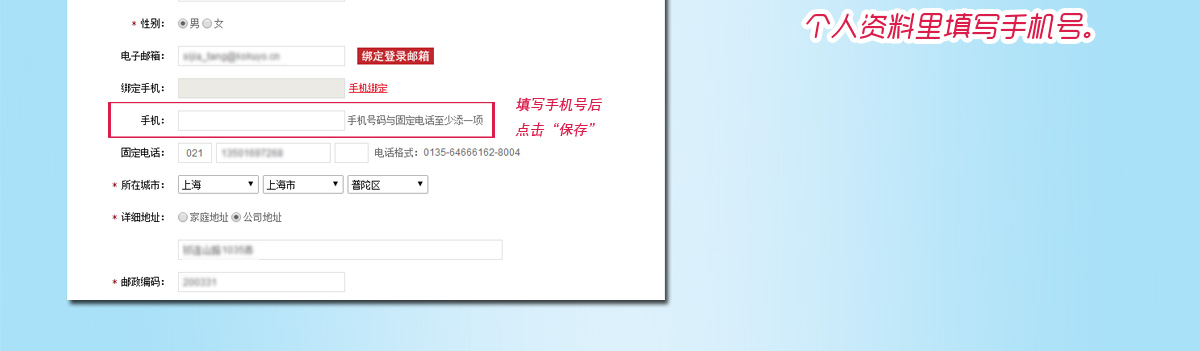 个人资料里填写手机号。
* 性别： 男 女
电子邮箱： 绑定登录邮箱
绑定手机： 手机绑定
手机： 手机号码与固定电话至少添一项
填写手机号后
点击“保存”
固定电话： 021 电话格式：0135-64666162-8004
* 所在城市： 上海 上海市 普陀区
* 详细地址： 家庭地址 公司地址
* 邮政编码：